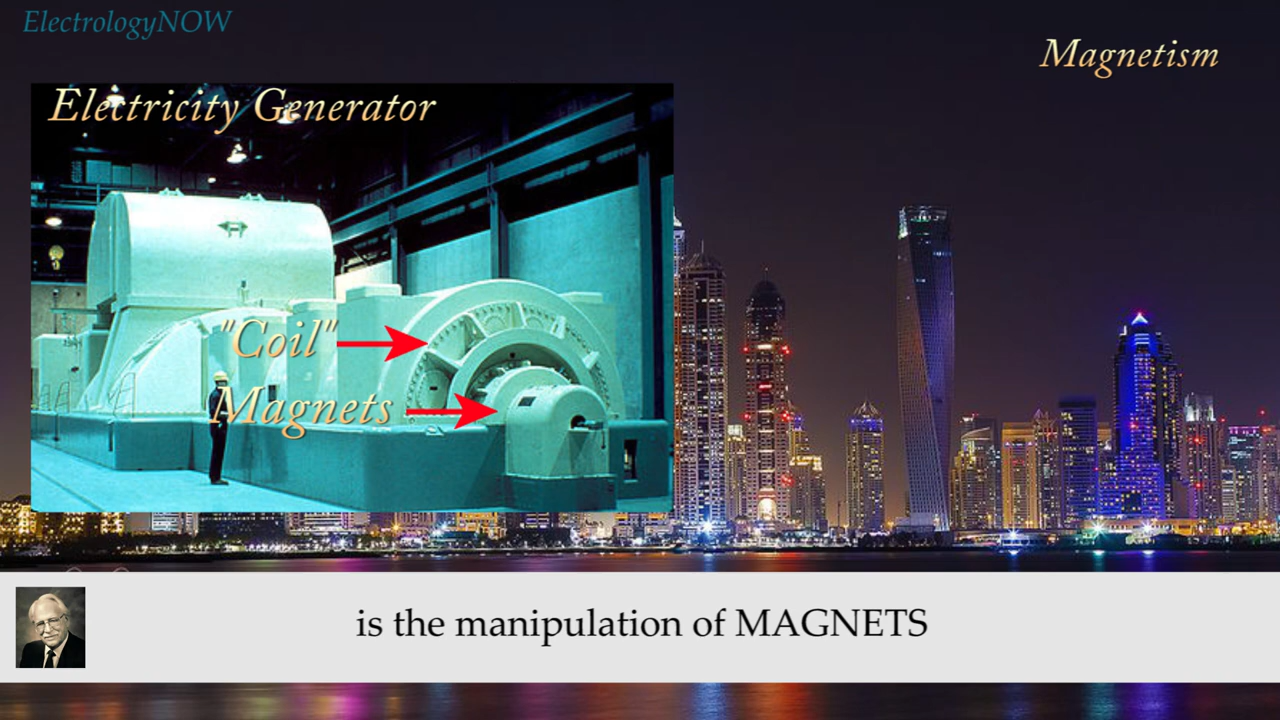 ElectrologyNOW
Magnetism
Electricity Generator
"Coil"
Magnets
is the manipulation of MAGNETS